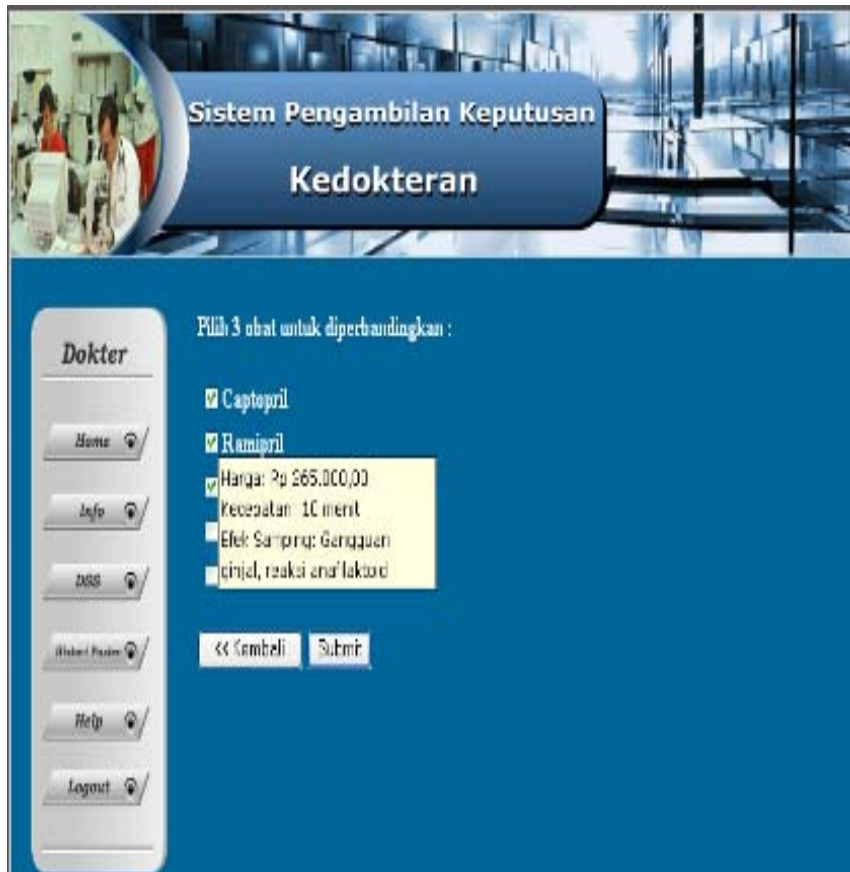 Sistem Pengambilan Keputusan
Kedokteran
Dokter
Home
Info
DSS
Help
Logout
Pilih 3 obat untuk diperbandingkan :
Captopril
Ramipril
Harga: Rp 265.000,00
Kecepatan: 10 menit
Efek Samping: Gangguan
ginjal, reaksi anafilaktoid
<< Kembali
Submit